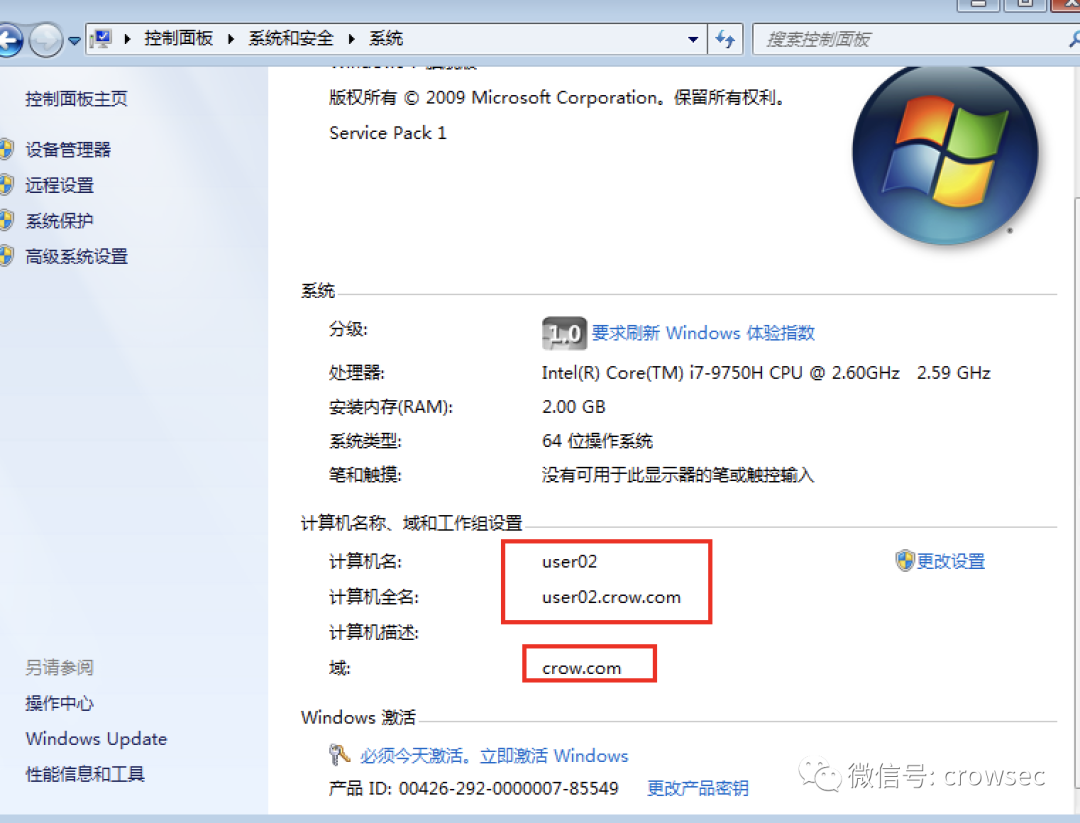 控制面板 系统和安全 系统
搜索控制面板
控制面板主页
设备管理器
远程设置
系统保护
高级系统设置
版权所有 © 2009 Microsoft Corporation。保留所有权利。
Service Pack 1
系统
分级: 1.0 要求刷新 Windows 体验指数
处理器: Intel(R) Core(TM) i7-9750H CPU @ 2.60GHz 2.59 GHz
安装内存(RAM): 2.00 GB
系统类型: 64 位操作系统
笔和触摸: 没有可用于此显示器的笔或触控输入
计算机名称、域和工作组设置
计算机名: user02 更改设置
计算机全名: user02.crow.com
计算机描述:
域: crow.com
Windows 激活
必须今天激活。立即激活 Windows
产品 ID: 00426-292-0000007-85549 更改产品密钥
另请参阅
操作中心
Windows Update
性能信息和工具
微信号: crowsec